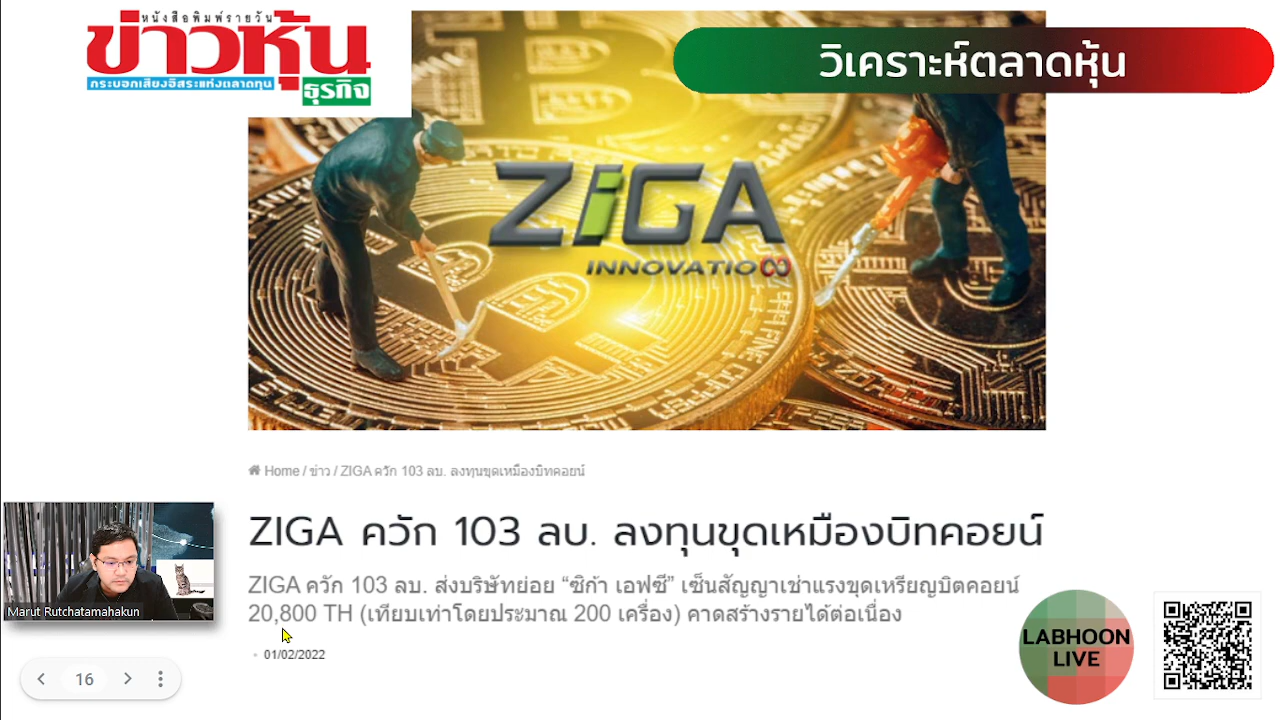 หนังสือพิมพ์รายวัน
ข่าวหุ้น
กระบอกเสียงอิสระแห่งตลาดทุน
ธุรกิจ
วิเคราะห์ตลาดหุ้น
ZiGA
INNOVATION
Home / ข่าว / ZIGA ควัก 103 ลบ. ลงทุนขุดเหมืองบิทคอยน์
ZIGA ควัก 103 ลบ. ลงทุนขุดเหมืองบิทคอยน์
ZIGA ควัก 103 ลบ. ส่งบริษัทย่อย “ซิก้า เอฟซี” เซ็นสัญญาเช่าแรงขุดเหรียญบิตคอยน์
20,800 TH (เทียบเท่าโดยประมาณ 200 เครื่อง) คาดสร้างรายได้ต่อเนื่อง
01/02/2022
Marut Rutchatamahakun
16
LABHOON
LIVE